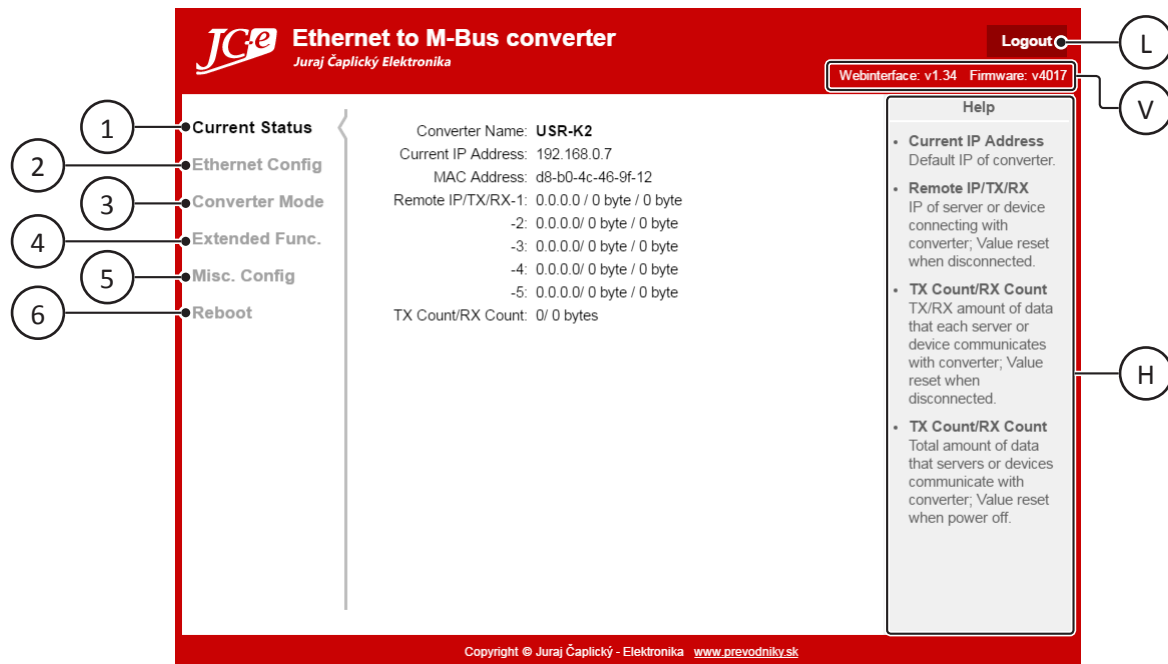 JC-e
Ethernet to M-Bus converter
Juraj Čaplický Elektronika
Logout
L
Webinterface: v1.34 Firmware: v4017
V
1
Current Status
2
Ethernet Config
3
Converter Mode
4
Extended Func.
5
Misc. Config
6
Reboot
Converter Name: USR-K2
Current IP Address: 192.168.0.7
MAC Address: d8-b0-4c-46-9f-12
Remote IP/TX/RX-1: 0.0.0.0 / 0 byte / 0 byte
-2: 0.0.0.0/ 0 byte / 0 byte
-3: 0.0.0.0/ 0 byte / 0 byte
-4: 0.0.0.0/ 0 byte / 0 byte
-5: 0.0.0.0/ 0 byte / 0 byte
TX Count/RX Count: 0/ 0 bytes
Help
• Current IP Address
Default IP of converter.
• Remote IP/TX/RX
IP of server or device
connecting with
converter; Value reset
when disconnected.
• TX Count/RX Count
TX/RX amount of data
that each server or
device communicates
with converter; Value
reset when
disconnected.
• TX Count/RX Count
Total amount of data
that servers or devices
communicate with
converter; Value reset
when power off.
H
Copyright © Juraj Čaplický - Elektronika www.prevodniky.sk